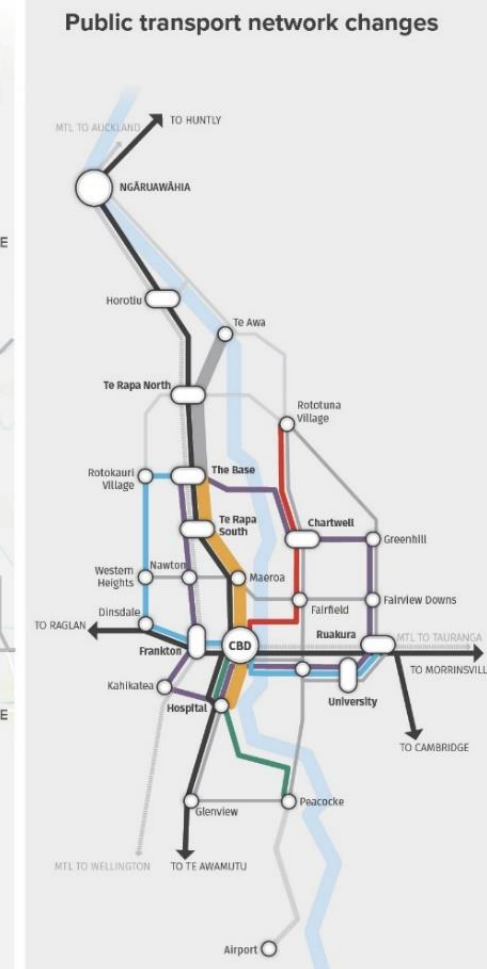 Public transport network changes
MTL TO AUCKLAND
TO HUNTLY
NGĀRUAWĀHIA
E
Horotiu
Te Awa
Te Rapa North
Rototuna
Village
Rotokauri
Village
The Base
Te Rapa
South
Chartwell
Greenhill
Western
Heights
Nawton
Maeroa
Fairfield
Fairview Downs
Dinsdale
TO RAGLAN
Frankton
CBD
Ruakura
MTL TO TAURANGA
TO MORRINSVILL
Kahikatea
Hospital
University
E
TO CAMBRIDGE
Glenview
Peacocke
MTL TO WELLINGTON
TO TE AWAMUTU
Airport